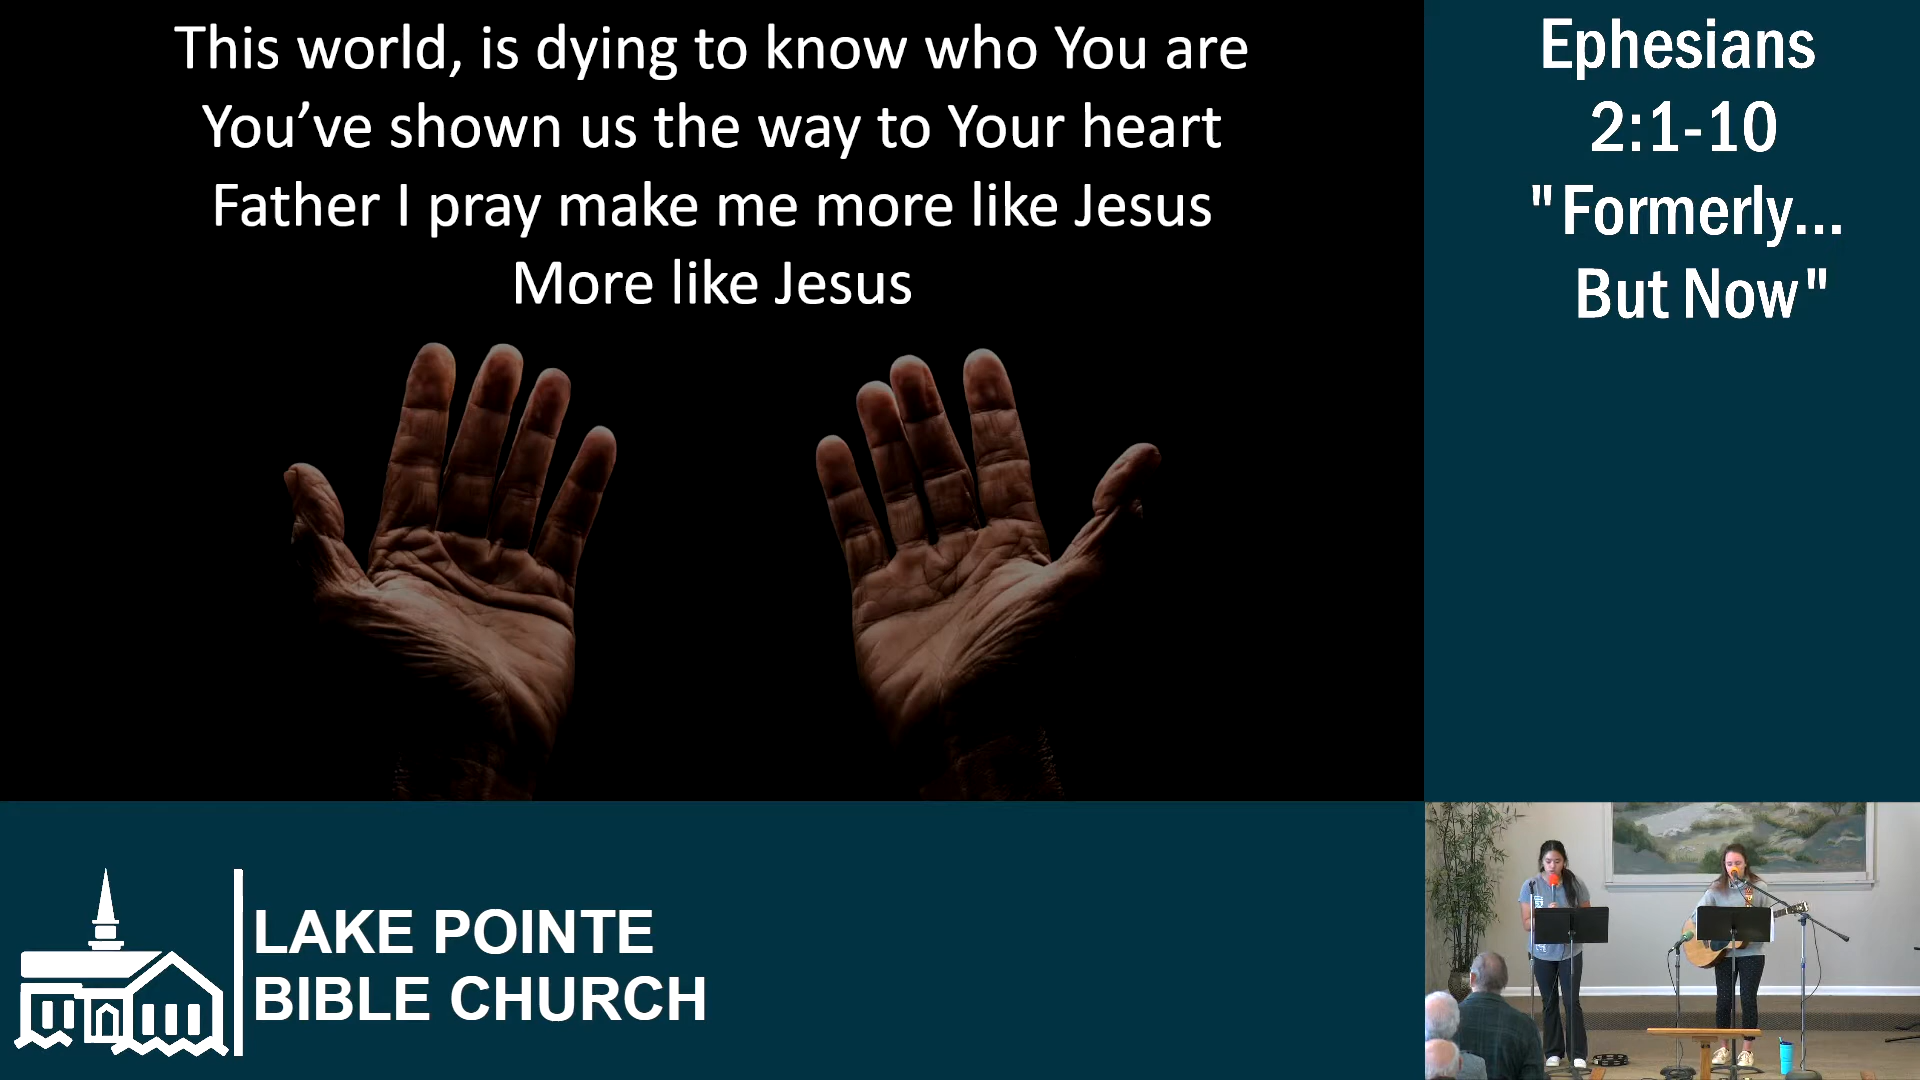 This world, is dying to know who You are
You’ve shown us the way to Your heart
Father I pray make me more like Jesus
More like Jesus
Ephesians
2:1-10
"Formerly...
But Now"
LAKE POINTE
BIBLE CHURCH